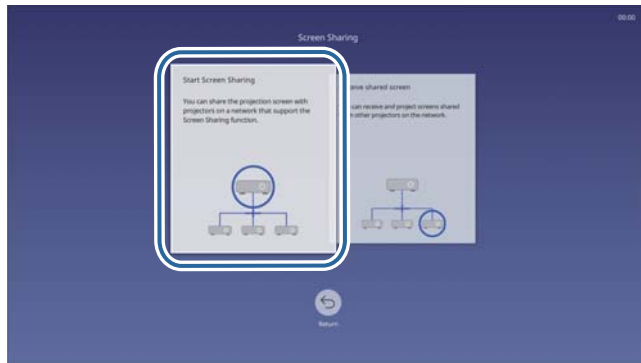 00:00
Screen Sharing
Start Screen Sharing
You can share the projection screen with
projectors on a network that support the
Screen Sharing function.
shared screen
can receive and project screens shared
other projectors on the network.
Return